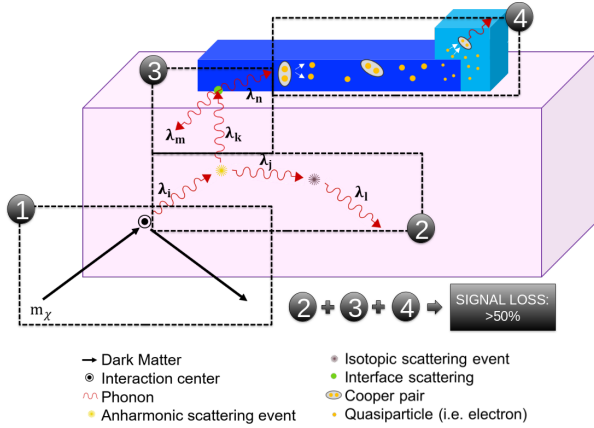 4
3
λn
λm
λk
λj
λi
λl
1
2
mχ
2 + 3 + 4
SIGNAL LOSS:
>50%
Dark Matter
Interaction center
Phonon
Anharmonic scattering event
Isotopic scattering event
Interface scattering
Cooper pair
Quasiparticle (i.e. electron)